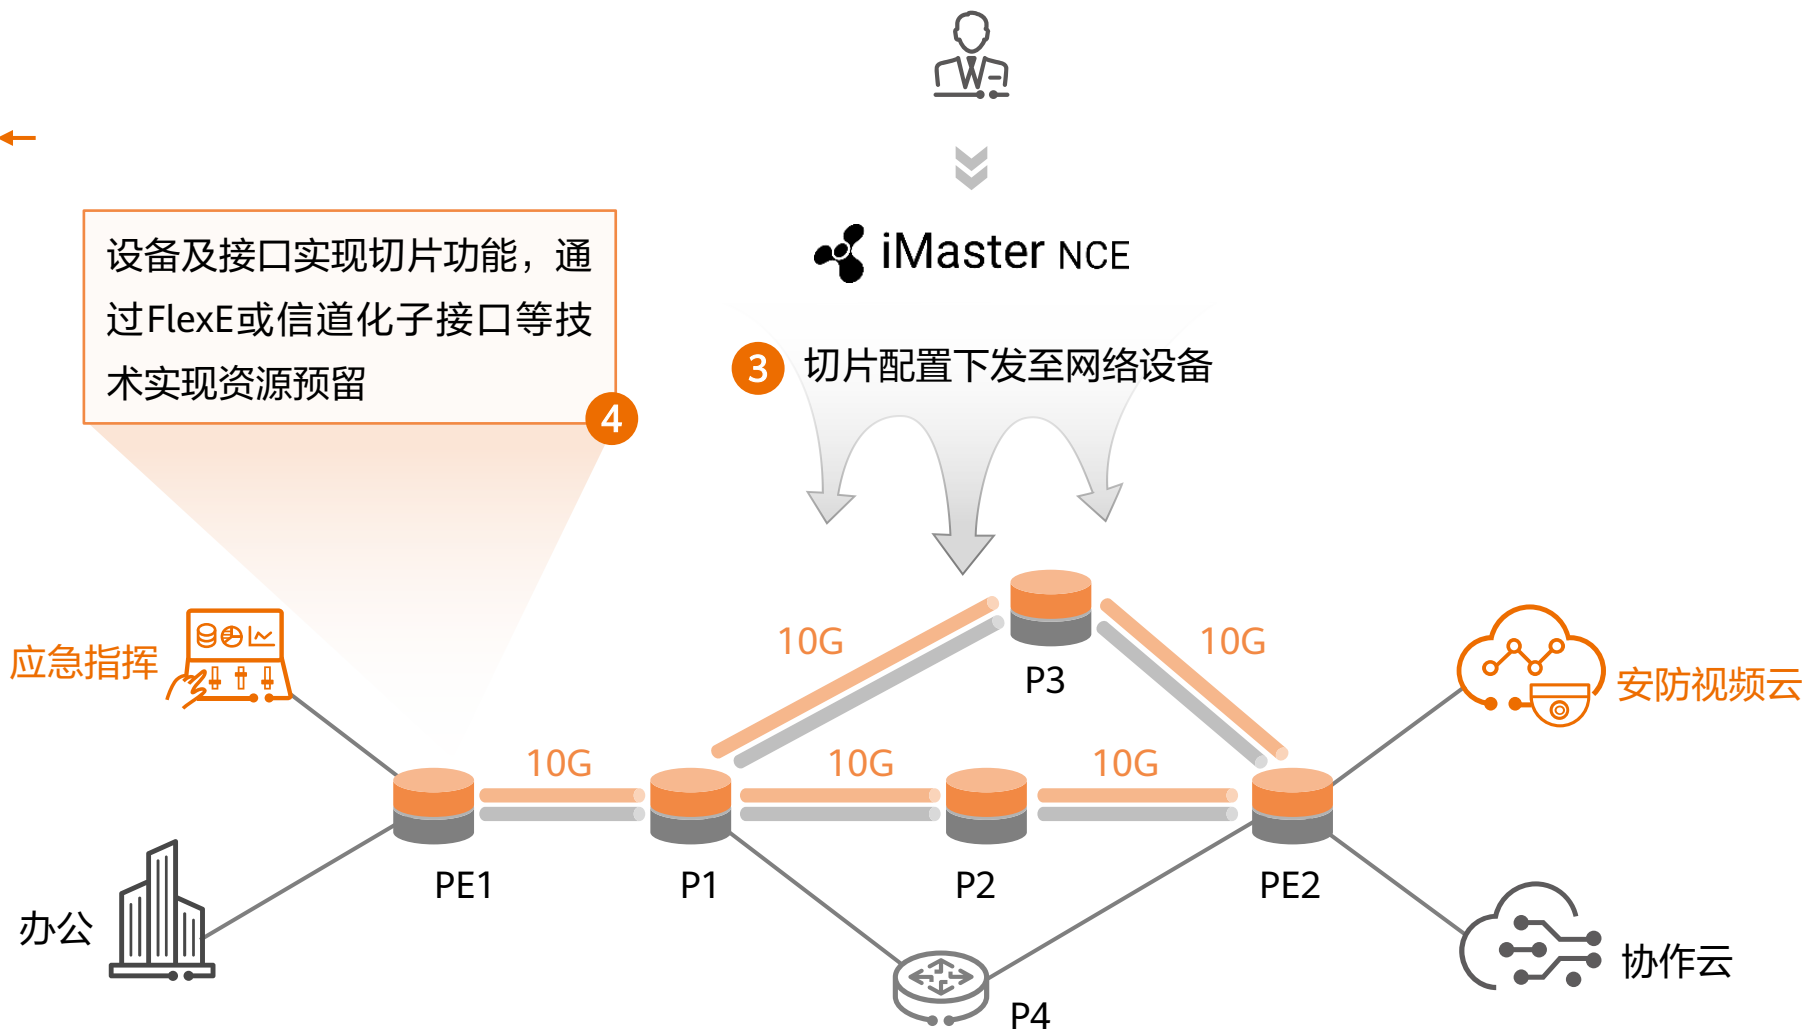 iMaster NCE
设备及接口实现切片功能，通
过FlexE或信道化子接口等技
术实现资源预留
4
3
切片配置下发至网络设备
10G
10G
P3
应急指挥
安防视频云
10G
10G
10G
PE1
P1
P2
PE2
办公
协作云
P4